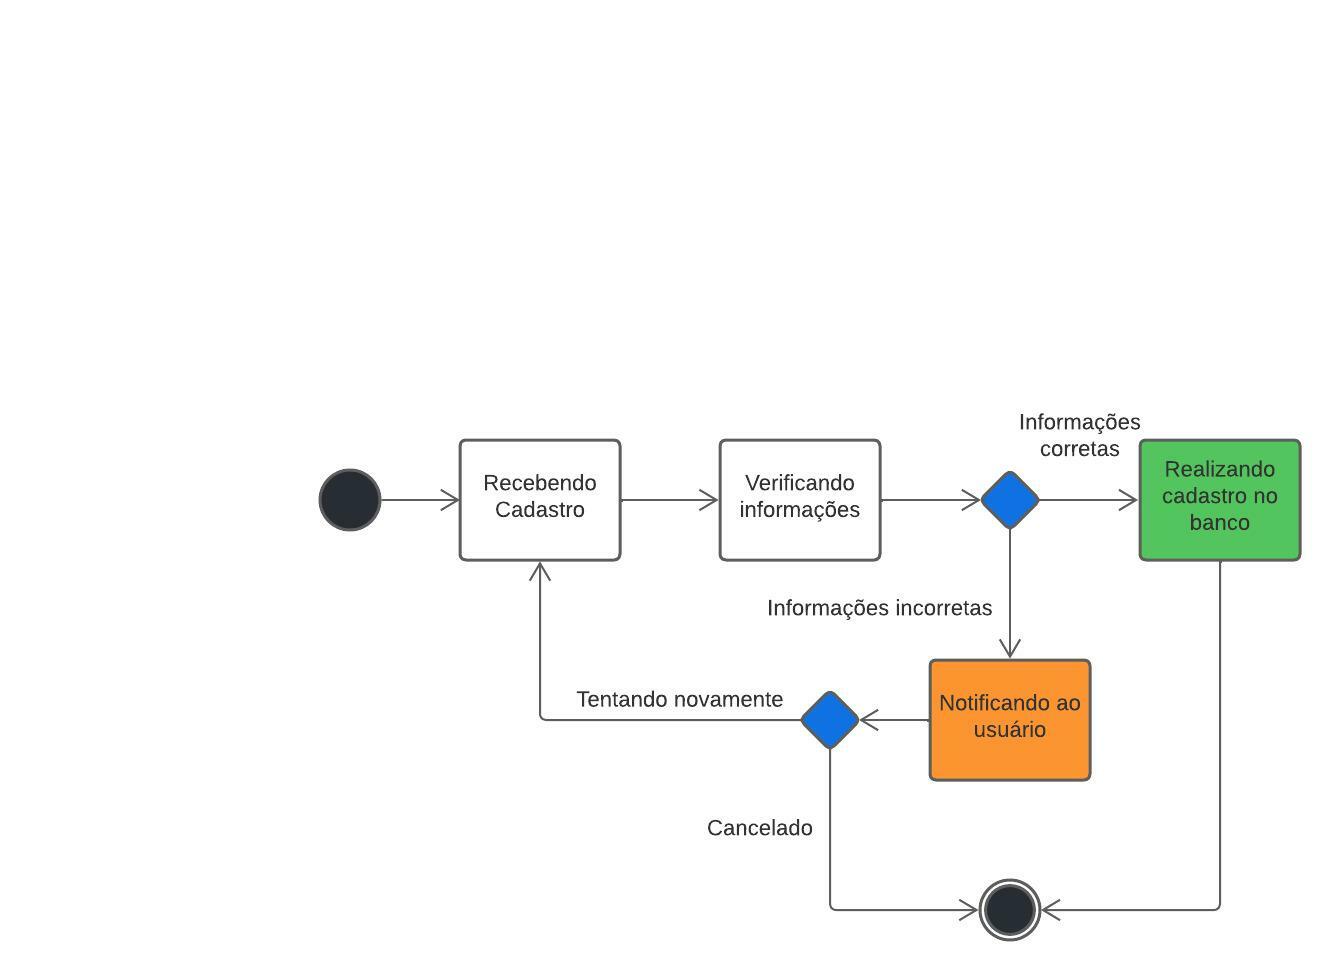 Informações
corretas
Recebendo
Cadastro
Verificando
informações
Realizando
cadastro no
banco
Informações incorretas
Tentando novamente
Notificando ao
usuário
Cancelado